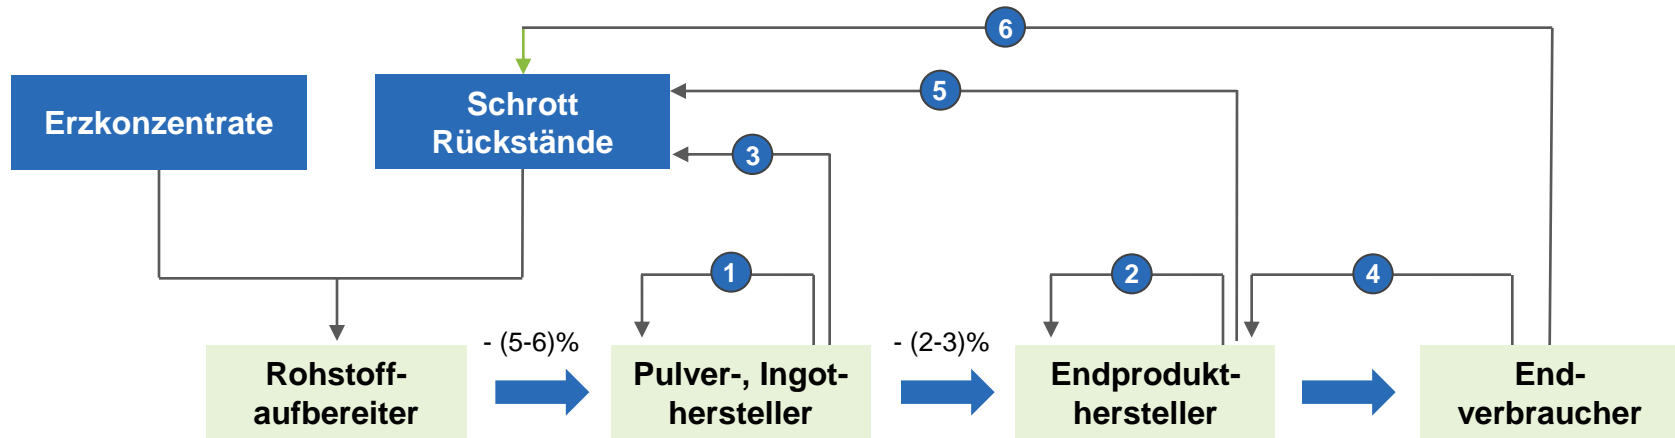 6
Erzkonzentrate
Schrott
Rückstände
5
3
1
2
4
- (5-6)%
- (2-3)%
Rohstoff-
aufbereiter
Pulver-, Ingot-
hersteller
Endprodukt-
hersteller
End-
verbraucher